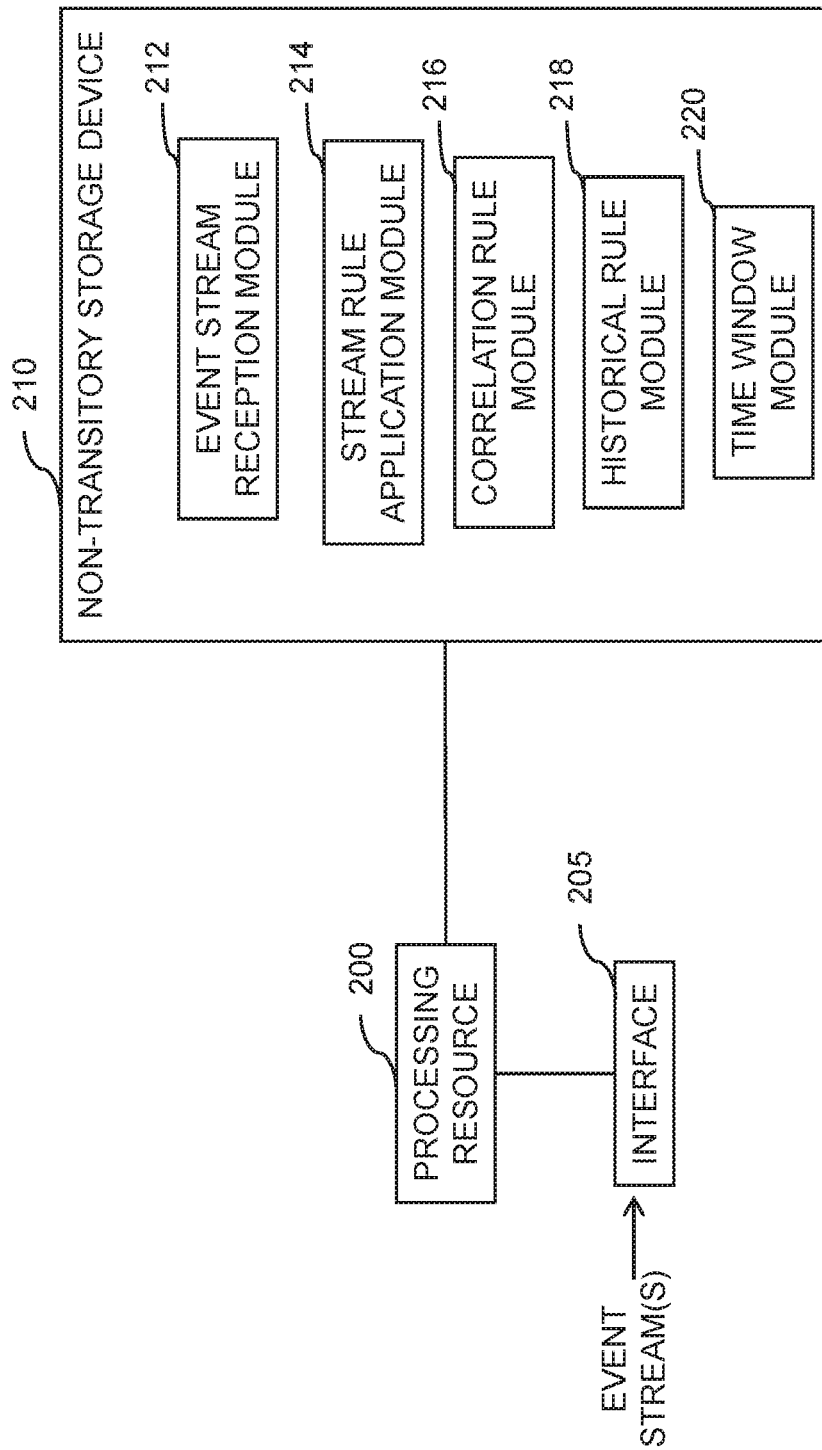 210
NON-TRANSITORY STORAGE DEVICE
212
EVENT STREAM
RECEPTION MODULE
214
STREAM RULE
APPLICATION MODULE
216
CORRELATION RULE
MODULE
218
HISTORICAL RULE
MODULE
220
TIME WINDOW
MODULE
200
PROCESSING
RESOURCE
205
INTERFACE
EVENT
STREAM(S)